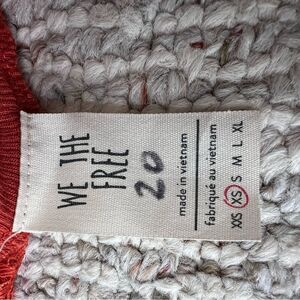 WE THE
FREE
20
made in vietnam
fabriqué au vietnam
XXS XS S M L XL